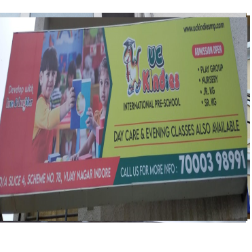 www.uckindiesmp.com
Develop with
UC
Kindies
INTERNATIONAL PRE-SCHOOL
ADMISSION OPEN
• PLAY GROUP
• NURSERY
• JR. KG
• SR. KG
DAY CARE & EVENING CLASSES ALSO AVAILABLE
SLICE 4, SCHEME NO. 78, VIJAY NAGAR INDORE
CALL US FOR MORE INFO : 70003 98991